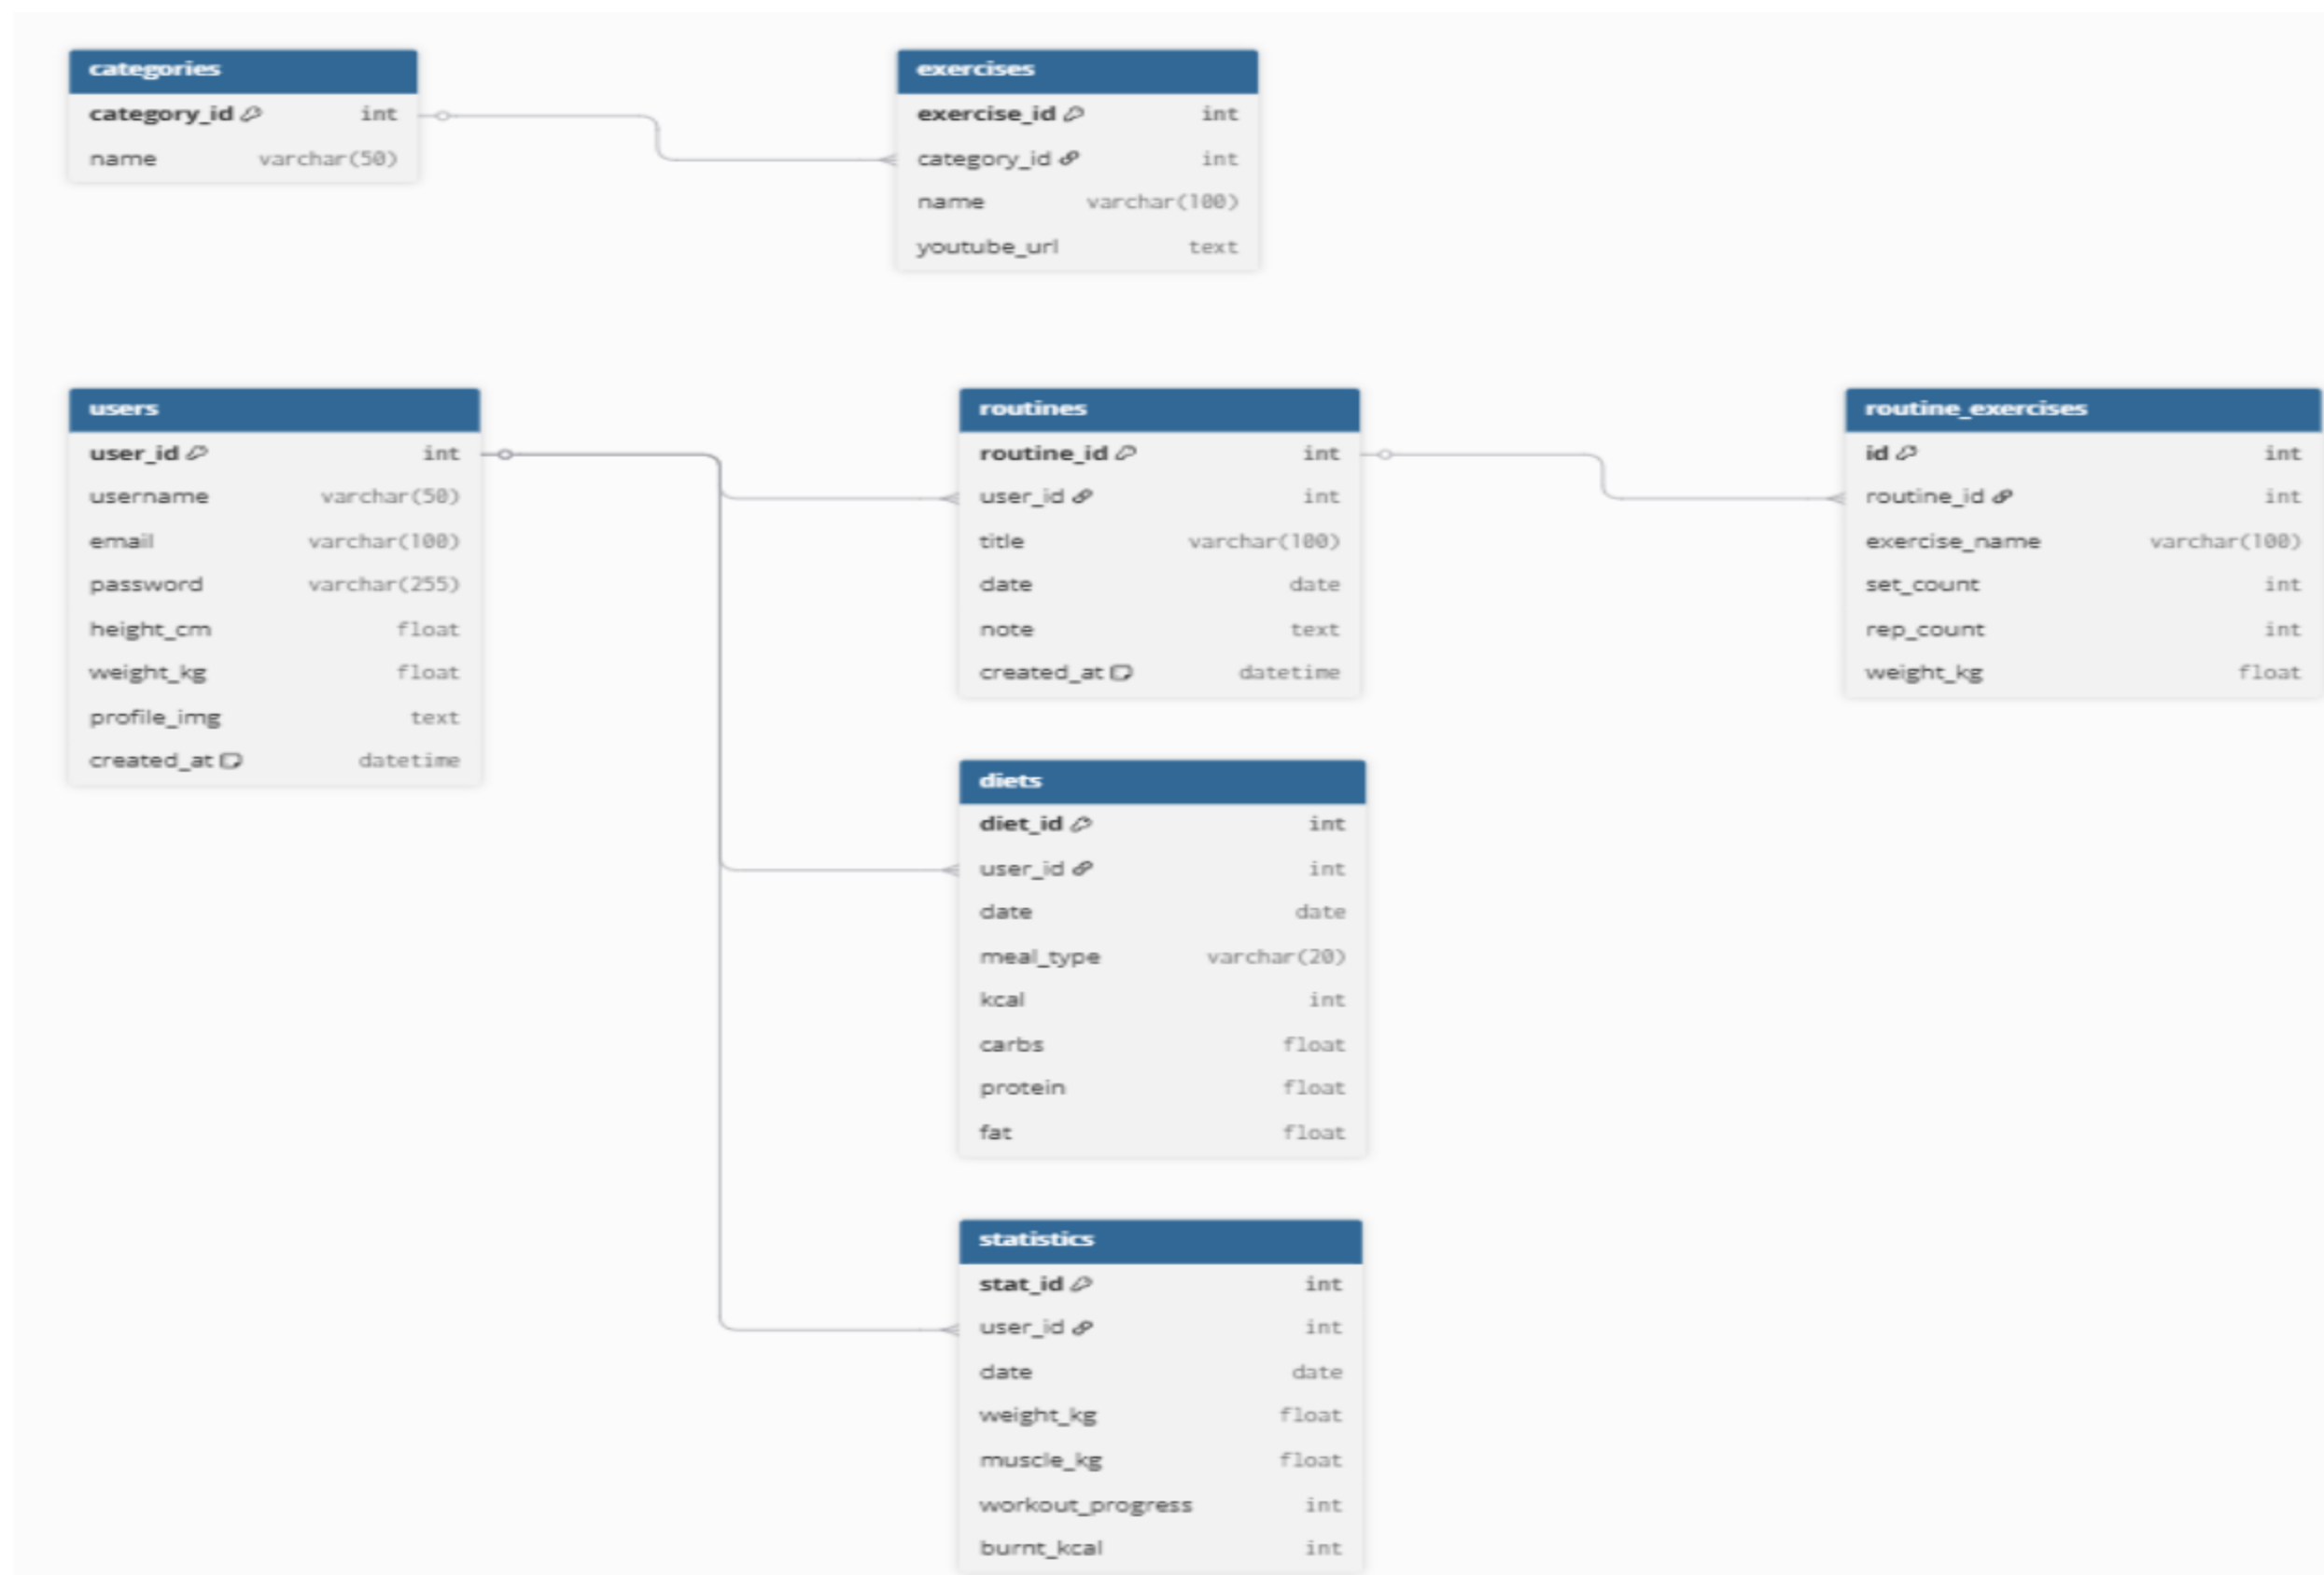 categories
category_id int
name varchar(50)
exercises
exercise_id int
category_id int
name varchar(100)
youtube_url text
users
user_id int
username varchar(50)
email varchar(100)
password varchar(255)
height_cm float
weight_kg float
profile_img text
created_at datetime
routines
routine_id int
user_id int
title varchar(100)
date date
note text
created_at datetime
routine_exercises
id int
routine_id int
exercise_name varchar(100)
set_count int
rep_count int
weight_kg float
diets
diet_id int
user_id int
date date
meal_type varchar(20)
kcal int
carbs float
protein float
fat float
statistics
stat_id int
user_id int
date date
weight_kg float
muscle_kg float
workout_progress int
burnt_kcal int